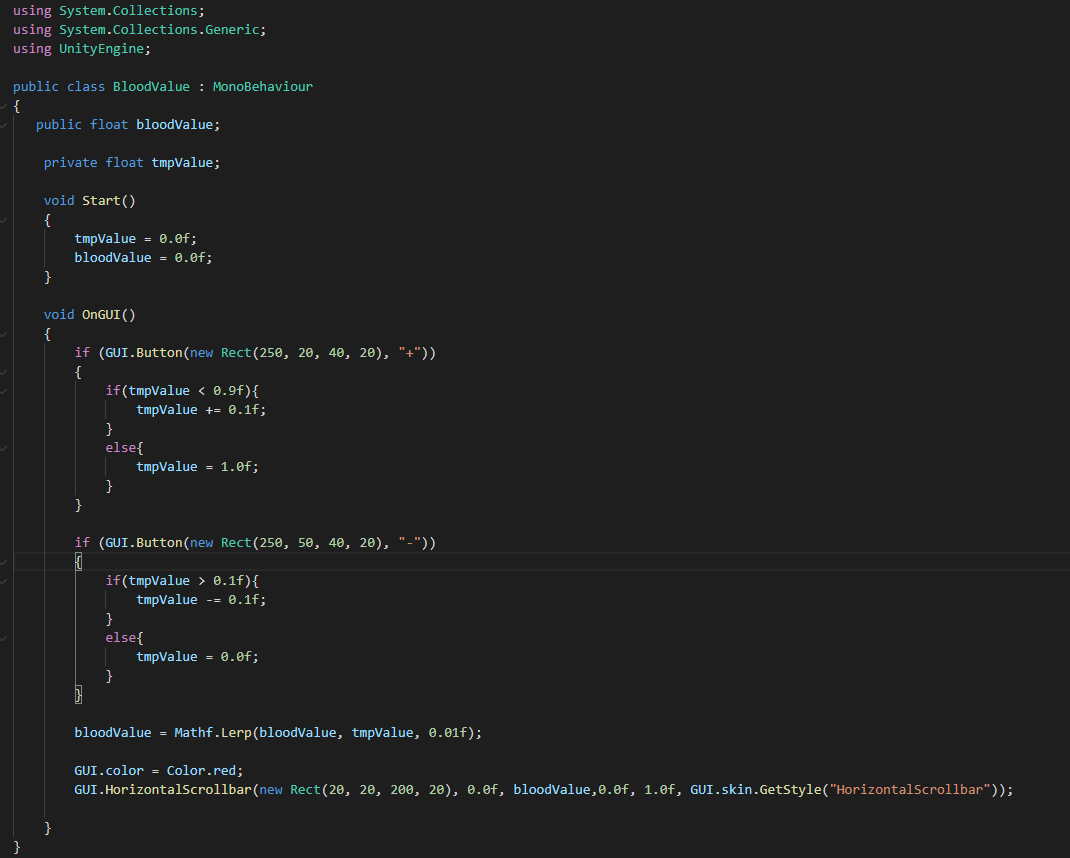 using System.Collections;
using System.Collections.Generic;
using UnityEngine;
public class BloodValue : MonoBehaviour
{
public float bloodValue;
private float tmpValue;
void Start()
{
tmpValue = 0.0f;
bloodValue = 0.0f;
}
void OnGUI()
{
if (GUI.Button(new Rect(250, 20, 40, 20), "+"))
{
if(tmpValue < 0.9f){
tmpValue += 0.1f;
}
else{
tmpValue = 1.0f;
}
}
if (GUI.Button(new Rect(250, 50, 40, 20), "-"))
{
if(tmpValue > 0.1f){
tmpValue -= 0.1f;
}
else{
tmpValue = 0.0f;
}
}
bloodValue = Mathf.Lerp(bloodValue, tmpValue, 0.01f);
GUI.color = Color.red;
GUI.HorizontalScrollbar(new Rect(20, 20, 200, 20), 0.0f, bloodValue,0.0f, 1.0f, GUI.skin.GetStyle("HorizontalScrollbar"));
}
}